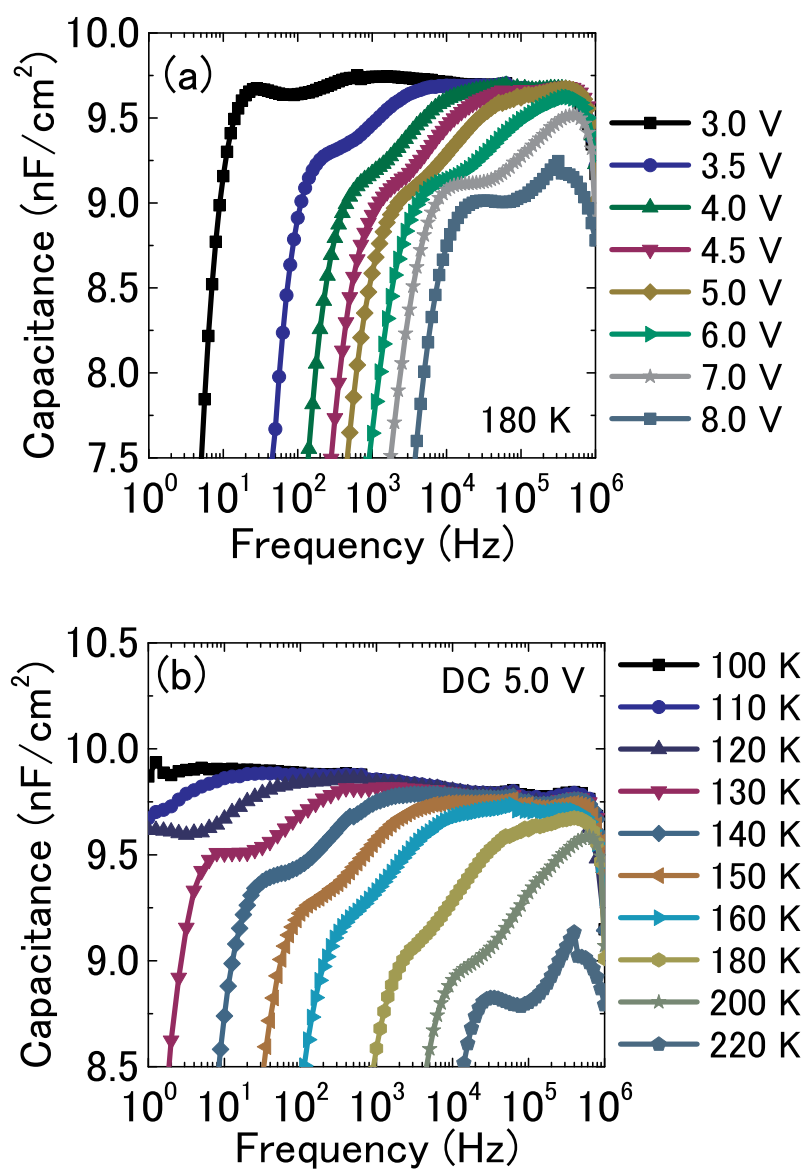 (a)
Capacitance (nF/cm²)
10.0
9.5
9.0
8.5
8.0
7.5
180 K
10⁰ 10¹ 10² 10³ 10⁴ 10⁵ 10⁶
Frequency (Hz)
3.0 V
3.5 V
4.0 V
4.5 V
5.0 V
6.0 V
7.0 V
8.0 V
(b)
DC 5.0 V
Capacitance (nF/cm²)
10.5
10.0
9.5
9.0
8.5
10⁰ 10¹ 10² 10³ 10⁴ 10⁵ 10⁶
Frequency (Hz)
100 K
110 K
120 K
130 K
140 K
150 K
160 K
180 K
200 K
220 K